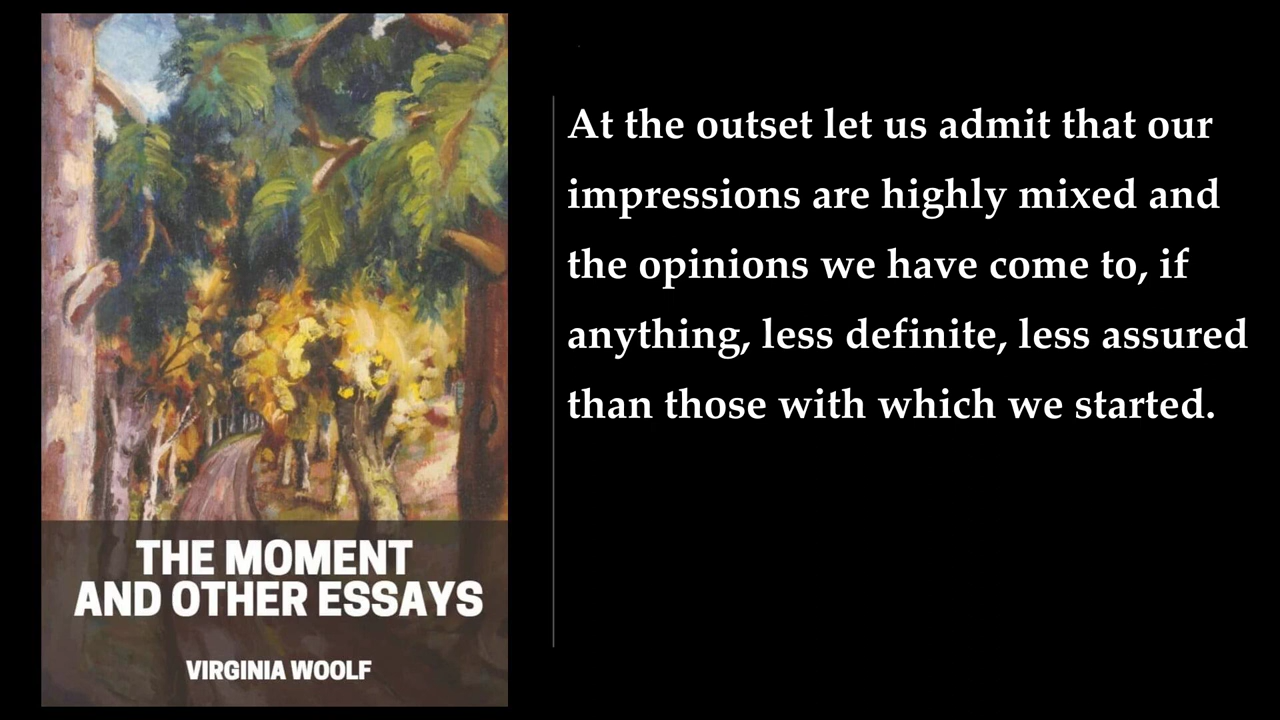 THE MOMENT
AND OTHER ESSAYS
VIRGINIA WOOLF
At the outset let us admit that our
impressions are highly mixed and
the opinions we have come to, if
anything, less definite, less assured
than those with which we started.